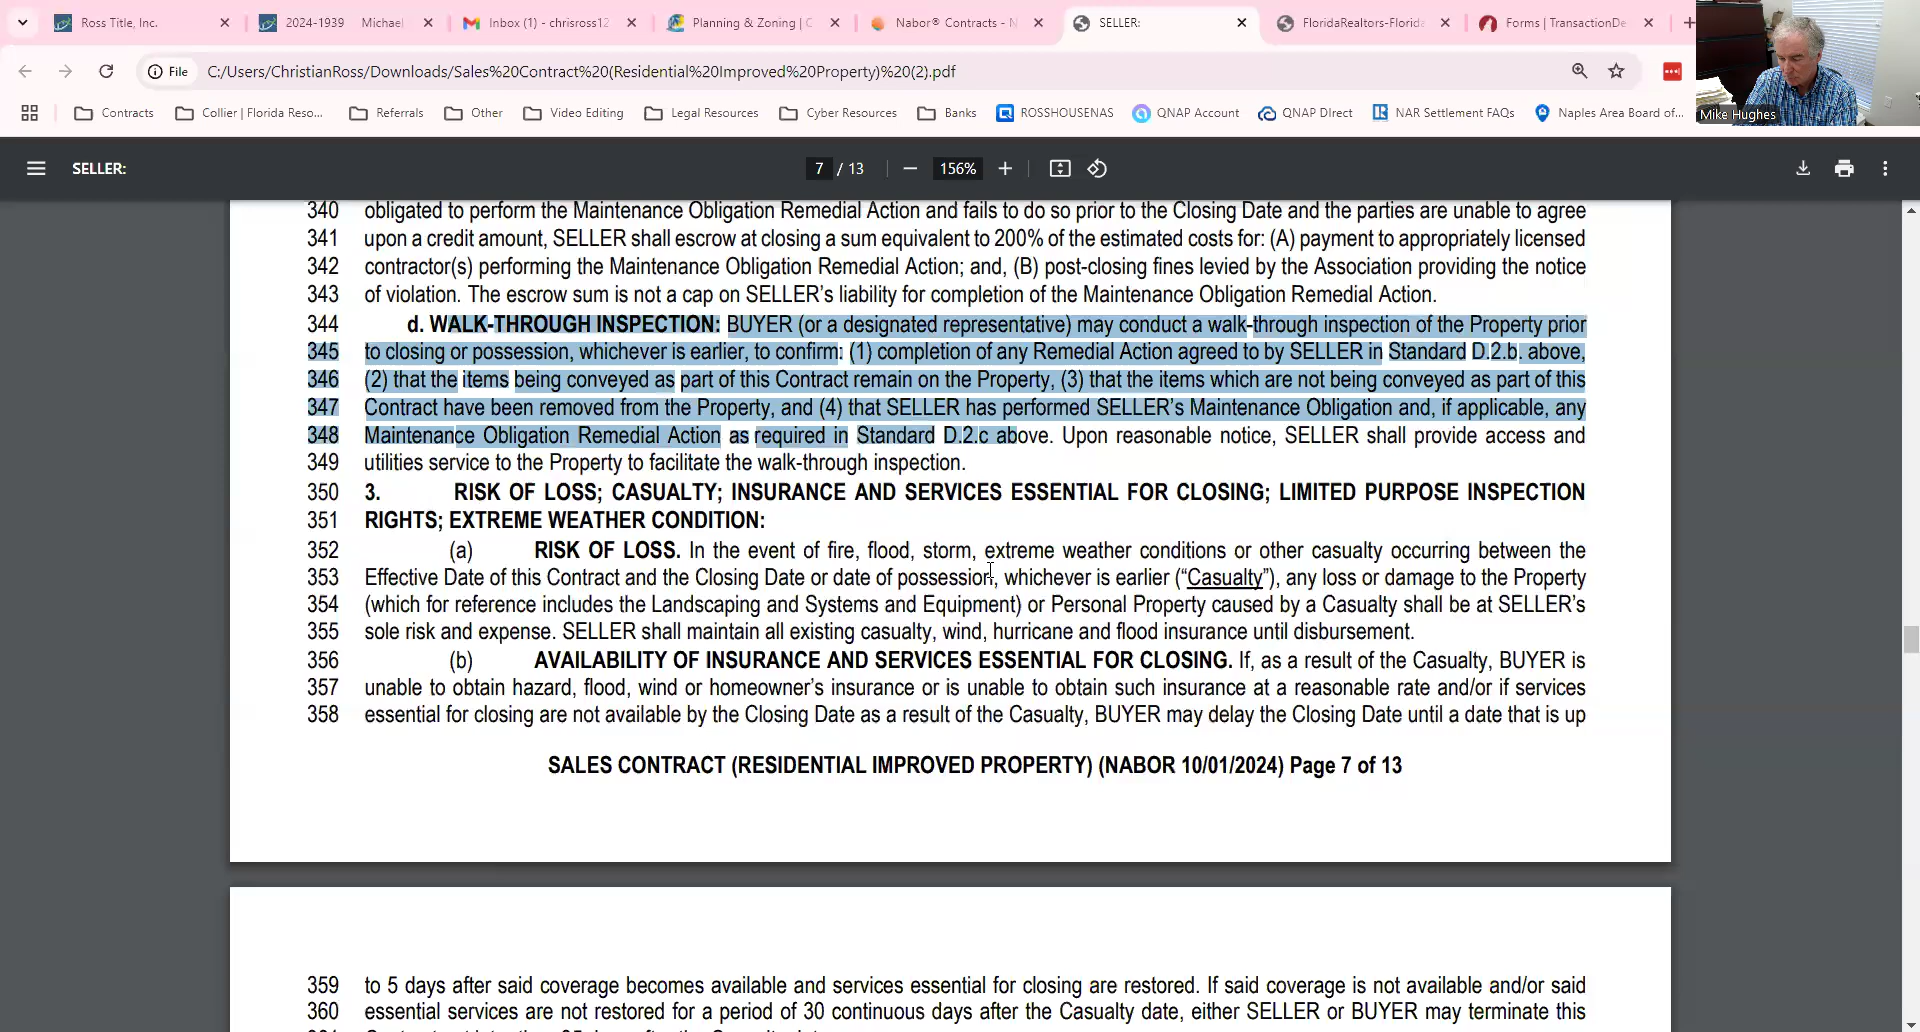 Ross Title, Inc.
2024-1939 Michael
Inbox (1) - chrisross12
Planning & Zoning | C
Nabor® Contracts - N
SELLER:
FloridaRealtors-Florida
Forms | TransactionDe
File
C:/Users/ChristianRoss/Downloads/Sales%20Contract%20(Residential%20Improved%20Property)%20(2).pdf
Contracts
Collier | Florida Reso...
Referrals
Other
Video Editing
Legal Resources
Cyber Resources
Banks
ROSSHOUSENAS
QNAP Account
QNAP DIrect
NAR Settlement FAQs
Naples Area Board of...
Mike Hughes
SELLER:
7 / 13
156%
340 obligated to perform the Maintenance Obligation Remedial Action and fails to do so prior to the Closing Date and the parties are unable to agree
341 upon a credit amount, SELLER shall escrow at closing a sum equivalent to 200% of the estimated costs for: (A) payment to appropriately licensed
342 contractor(s) performing the Maintenance Obligation Remedial Action; and, (B) post-closing fines levied by the Association providing the notice
343 of violation. The escrow sum is not a cap on SELLER's liability for completion of the Maintenance Obligation Remedial Action.
344 d. WALK-THROUGH INSPECTION: BUYER (or a designated representative) may conduct a walk-through inspection of the Property prior
345 to closing or possession, whichever is earlier, to confirm: (1) completion of any Remedial Action agreed to by SELLER in Standard D.2.b. above,
346 (2) that the items being conveyed as part of this Contract remain on the Property, (3) that the items which are not being conveyed as part of this
347 Contract have been removed from the Property, and (4) that SELLER has performed SELLER's Maintenance Obligation and, if applicable, any
348 Maintenance Obligation Remedial Action as required in Standard D.2.c above. Upon reasonable notice, SELLER shall provide access and
349 utilities service to the Property to facilitate the walk-through inspection.
350 3. RISK OF LOSS; CASUALTY; INSURANCE AND SERVICES ESSENTIAL FOR CLOSING; LIMITED PURPOSE INSPECTION
351 RIGHTS; EXTREME WEATHER CONDITION:
352 (a) RISK OF LOSS. In the event of fire, flood, storm, extreme weather conditions or other casualty occurring between the
353 Effective Date of this Contract and the Closing Date or date of possession, whichever is earlier ("Casualty"), any loss or damage to the Property
354 (which for reference includes the Landscaping and Systems and Equipment) or Personal Property caused by a Casualty shall be at SELLER's
355 sole risk and expense. SELLER shall maintain all existing casualty, wind, hurricane and flood insurance until disbursement.
356 (b) AVAILABILITY OF INSURANCE AND SERVICES ESSENTIAL FOR CLOSING. If, as a result of the Casualty, BUYER is
357 unable to obtain hazard, flood, wind or homeowner's insurance or is unable to obtain such insurance at a reasonable rate and/or if services
358 essential for closing are not available by the Closing Date as a result of the Casualty, BUYER may delay the Closing Date until a date that is up
SALES CONTRACT (RESIDENTIAL IMPROVED PROPERTY) (NABOR 10/01/2024) Page 7 of 13
359 to 5 days after said coverage becomes available and services essential for closing are restored. If said coverage is not available and/or said
360 essential services are not restored for a period of 30 continuous days after the Casualty date, either SELLER or BUYER may terminate this